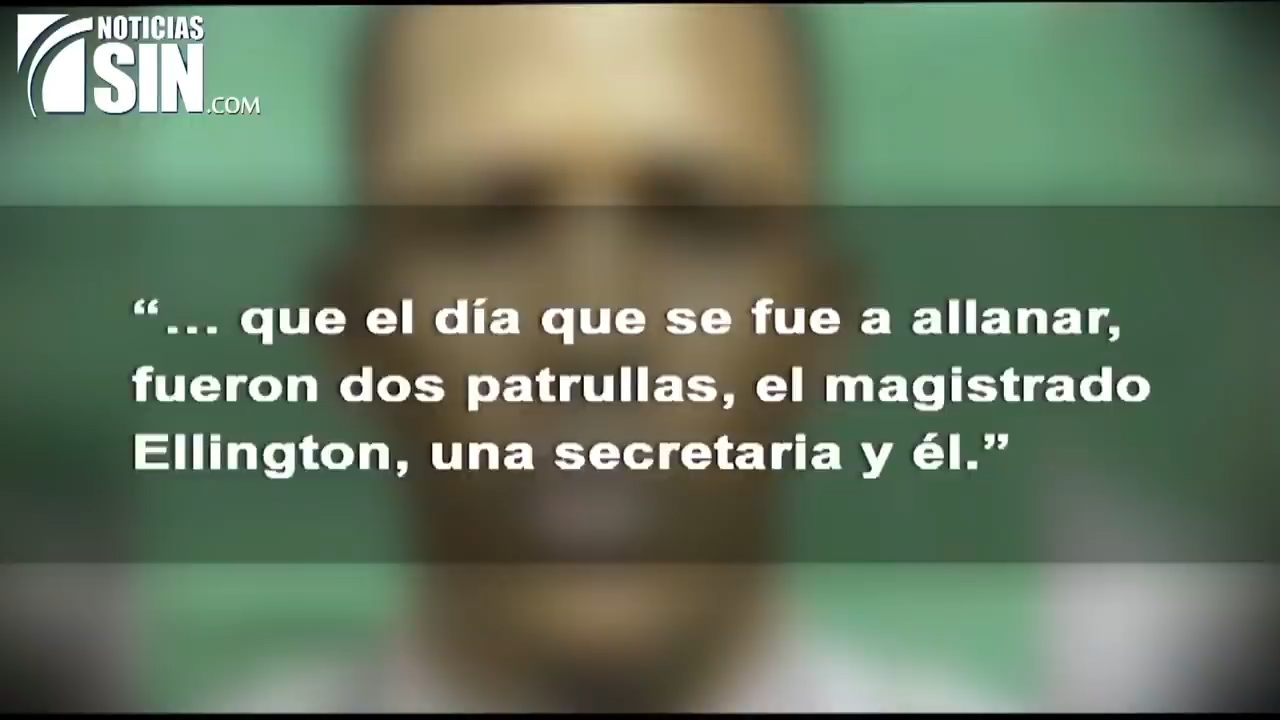 NOTICIAS
SIN.COM
“... que el día que se fue a allanar,
fueron dos patrullas, el magistrado
Ellington, una secretaria y él.”